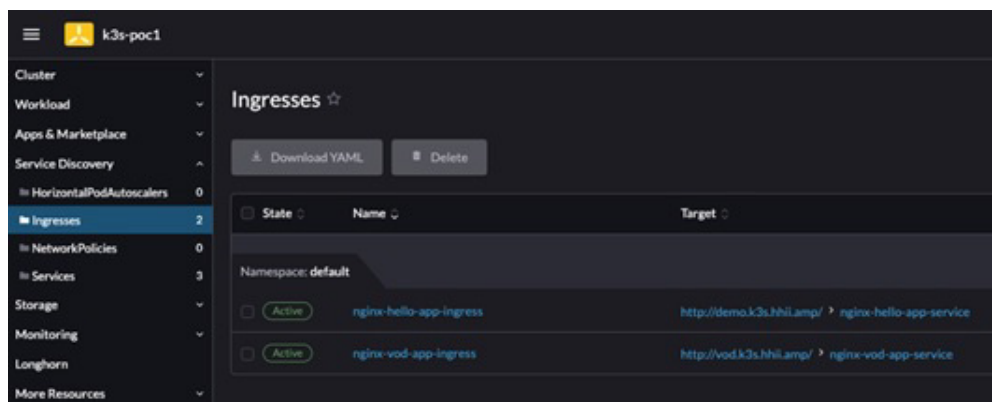 k3s-poc1
Cluster
Workload
Apps & Marketplace
Service Discovery
HorizontalPodAutoscalers 0
Ingresses 2
NetworkPolicies 0
Services 3
Storage
Monitoring
Longhorn
More Resources
Ingresses
Download YAML Delete
State Name Target
Namespace: default
Active nginx-hello-app-ingress http://demo.k3s.hhii.amp/ > nginx-hello-app-service
Active nginx-vod-app-ingress http://vod.k3s.hhii.amp/ > nginx-vod-app-service